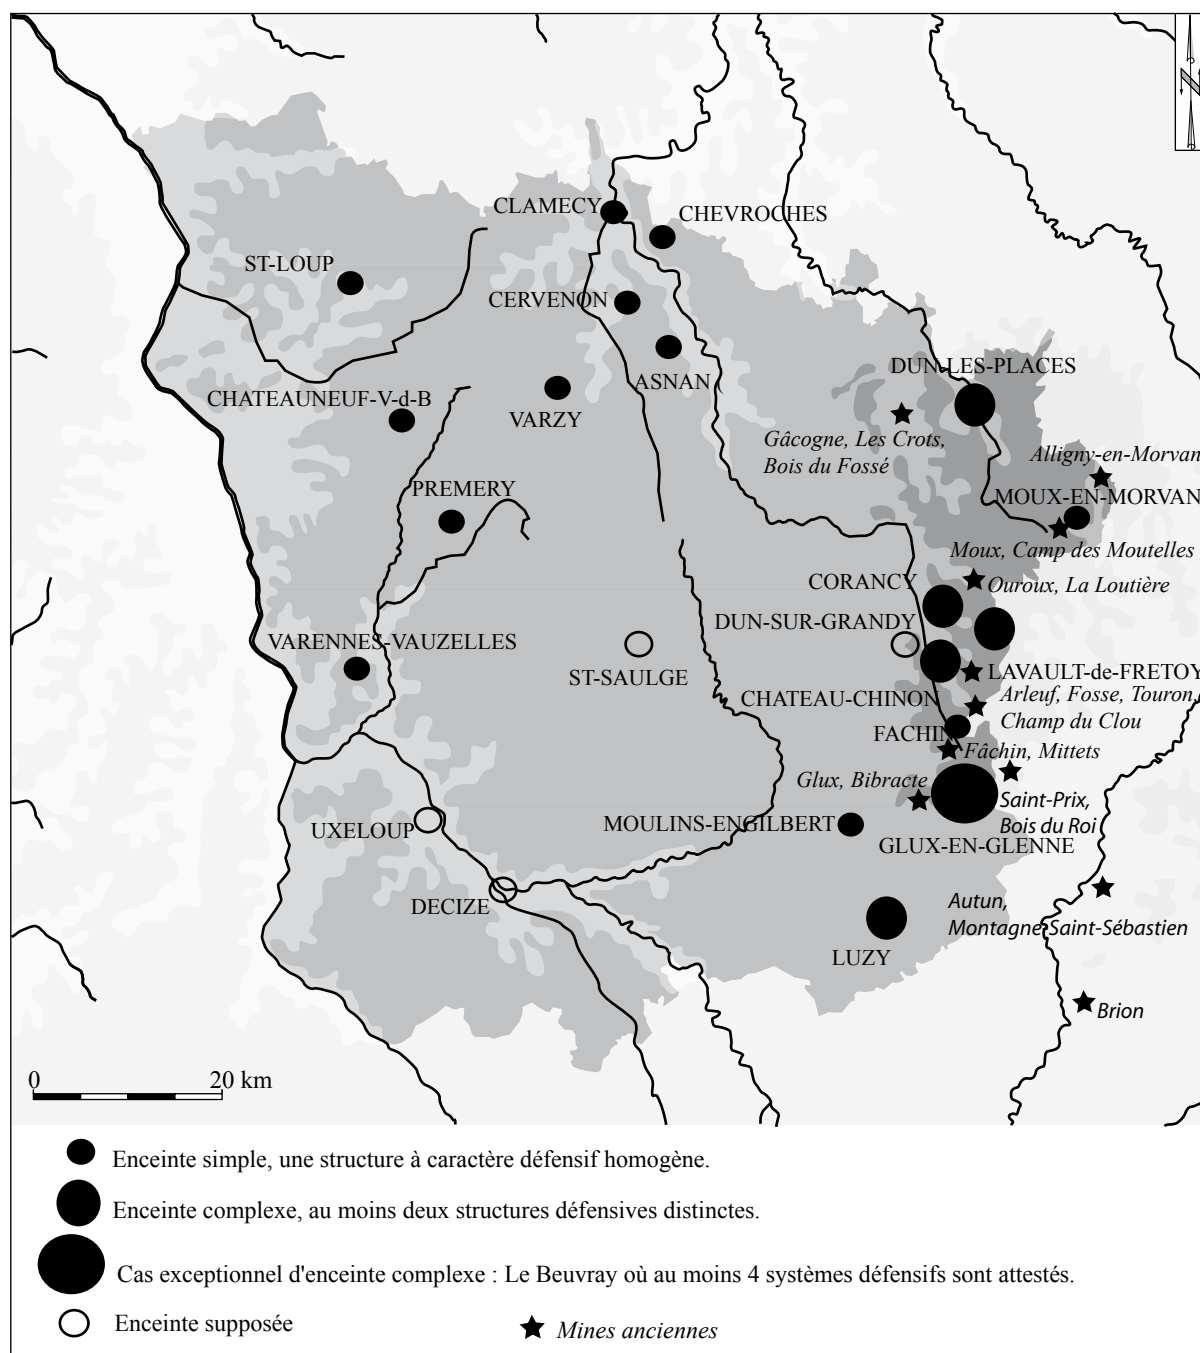 N
CLAMECY
CHEVROCHES
ST-LOUP
CERVENON
DUN-LES-PLACES
ASNAN
CHATEAUNEUF-V-d-B
VARZY
Gâcogne, Les Crots,
Bois du Fossé
Alligny-en-Morvan
PREMERY
MOUX-EN-MORVAN
Moux, Camp des Moutelles
CORANCY
Ouroux, La Loutière
DUN-SUR-GRANDY
VARENNES-VAUZELLES
ST-SAULGE
LAVAULT-de-FRETOY
CHATEAU-CHINON
Arleuf, Fosse, Touron,
Champ du Clou
FACHIN
Fâchin, Mittets
Glux, Bibracte
Saint-Prix,
Bois du Roi
UXELOUP
MOULINS-ENGILBERT
GLUX-EN-GLENNE
DECIZE
Autun,
Montagne Saint-Sébastien
LUZY
Brion
0 20 km
Enceinte simple, une structure à caractère défensif homogène.
Enceinte complexe, au moins deux structures défensives distinctes.
Cas exceptionnel d'enceinte complexe : Le Beuvray où au moins 4 systèmes défensifs sont attestés.
Enceinte supposée
Mines anciennes